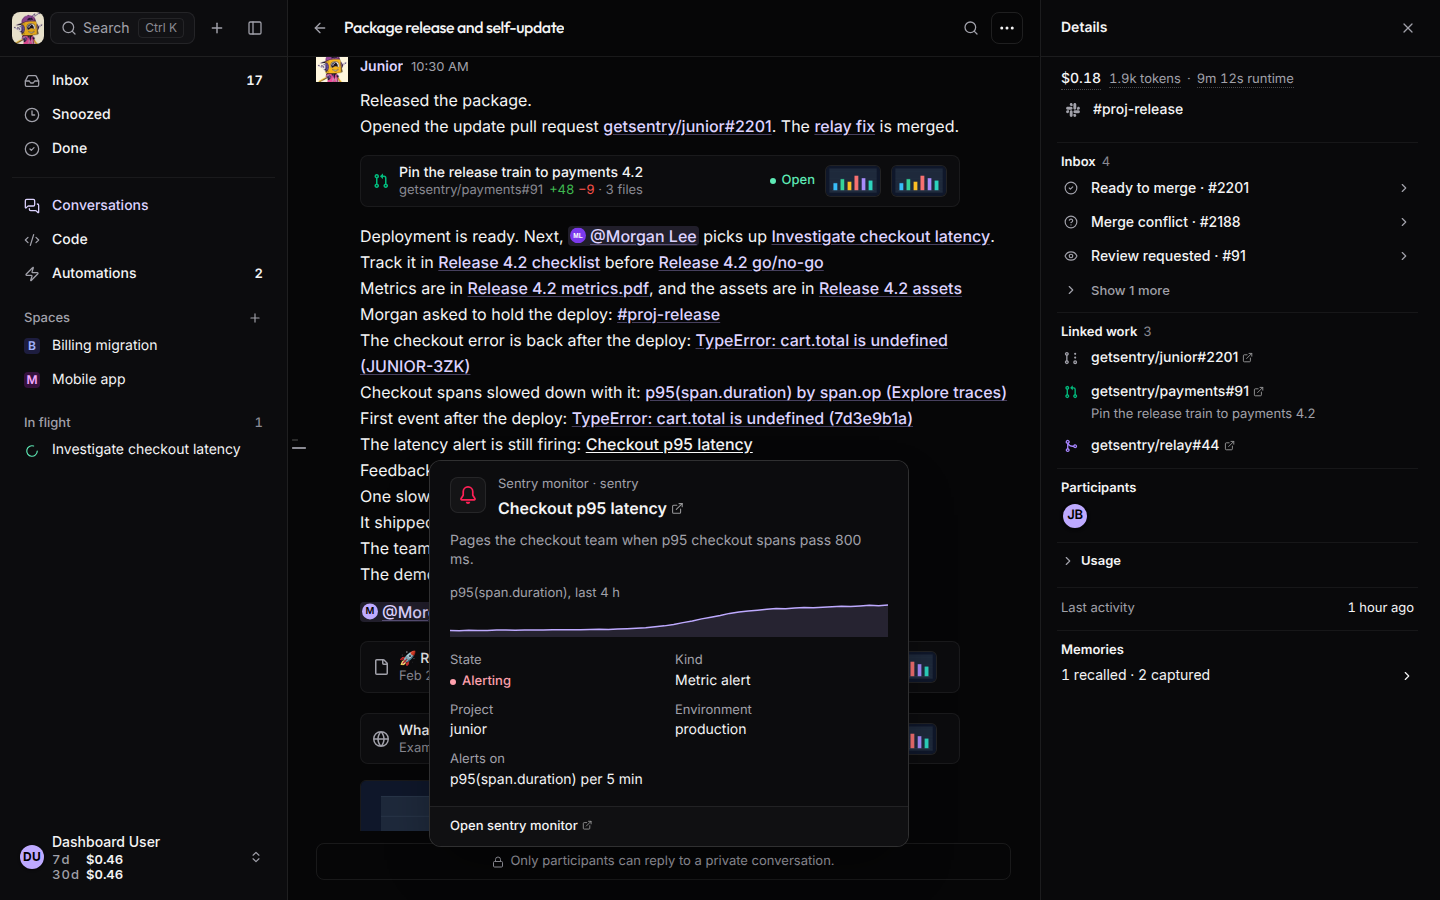 Search Ctrl K
Inbox 17
Snoozed
Done
Conversations
Code
Automations 2
Spaces
B Billing migration
M Mobile app
In flight 1
Investigate checkout latency
DU Dashboard User
7d $0.46
30d $0.46
Package release and self-update
Junior 10:30 AM
Released the package.
Opened the update pull request getsentry/junior#2201. The relay fix is merged.
Pin the release train to payments 4.2
getsentry/payments#91 +48 −9 · 3 files
Open
Deployment is ready. Next, ML @Morgan Lee picks up Investigate checkout latency.
Track it in Release 4.2 checklist before Release 4.2 go/no-go
Metrics are in Release 4.2 metrics.pdf, and the assets are in Release 4.2 assets
Morgan asked to hold the deploy: #proj-release
The checkout error is back after the deploy: TypeError: cart.total is undefined
(JUNIOR-3ZK)
Checkout spans slowed down with it: p95(span.duration) by span.op (Explore traces)
First event after the deploy: TypeError: cart.total is undefined (7d3e9b1a)
The latency alert is still firing: Checkout p95 latency
Feedback
One slow
It shipped
The team
The demo
M @Mor
🚀 R
Feb 2
Wha
Exam
Sentry monitor · sentry
Checkout p95 latency
Pages the checkout team when p95 checkout spans pass 800
ms.
p95(span.duration), last 4 h
State Kind
Alerting Metric alert
Project Environment
junior production
Alerts on
p95(span.duration) per 5 min
Open sentry monitor
Only participants can reply to a private conversation.
Details
$0.18 1.9k tokens · 9m 12s runtime
#proj-release
Inbox 4
Ready to merge · #2201
Merge conflict · #2188
Review requested · #91
Show 1 more
Linked work 3
getsentry/junior#2201
getsentry/payments#91
Pin the release train to payments 4.2
getsentry/relay#44
Participants
JB
Usage
Last activity 1 hour ago
Memories
1 recalled · 2 captured